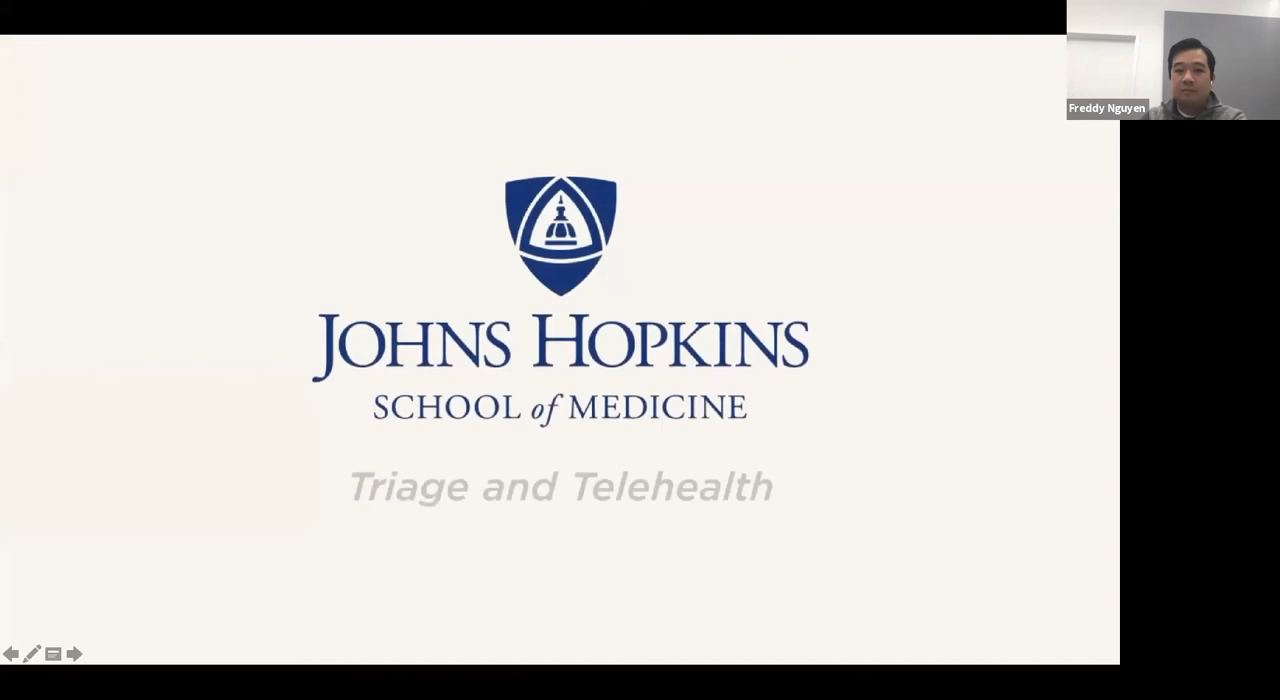 Freddy Nguyen
JOHNS HOPKINS
SCHOOL of MEDICINE
Triage and Telehealth